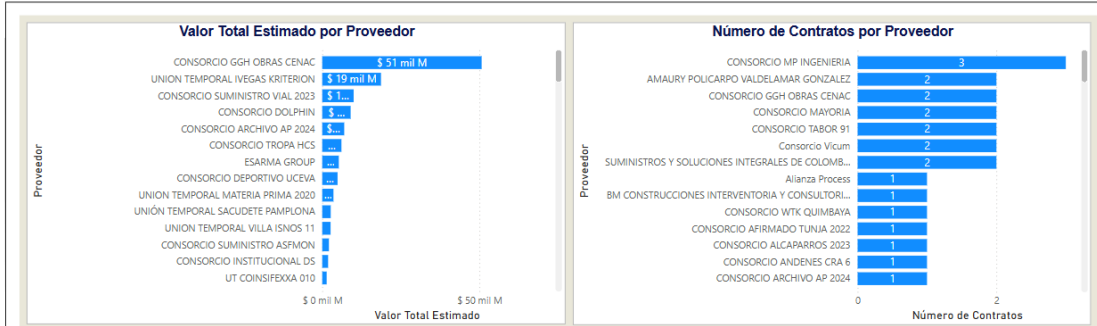 Valor Total Estimado por Proveedor
Proveedor
CONSORCIO GGH OBRAS CENAC $ 51 mil M
UNION TEMPORAL IVEGAS KRITERION $ 19 mil M
CONSORCIO SUMINISTRO VIAL 2023 $ 1...
CONSORCIO DOLPHIN $ ...
CONSORCIO ARCHIVO AP 2024 $...
CONSORCIO TROPA HCS ...
ESARMA GROUP ...
CONSORCIO DEPORTIVO UCEVA ...
UNION TEMPORAL MATERIA PRIMA 2020 ...
UNIÓN TEMPORAL SACUDETE PAMPLONA
UNION TEMPORAL VILLA ISNOS 11
CONSORCIO SUMINISTRO ASFMON
CONSORCIO INSTITUCIONAL DS
UT COINSIFEXXA 010
$ 0 mil M $ 50 mil M
Valor Total Estimado
Número de Contratos por Proveedor
Proveedor
CONSORCIO MP INGENIERIA 3
AMAURY POLICARPO VALDELAMAR GONZALEZ 2
CONSORCIO GGH OBRAS CENAC 2
CONSORCIO MAYORIA 2
CONSORCIO TABOR 91 2
Consorcio Vicum 2
SUMINISTROS Y SOLUCIONES INTEGRALES DE COLOMB... 2
Alianza Process 1
BM CONSTRUCCIONES INTERVENTORIA Y CONSULTORI... 1
CONSORCIO WTK QUIMBAYA 1
CONSORCIO AFIRMADO TUNJA 2022 1
CONSORCIO ALCAPARROS 2023 1
CONSORCIO ANDENES CRA 6 1
CONSORCIO ARCHIVO AP 2024 1
0 2
Número de Contratos